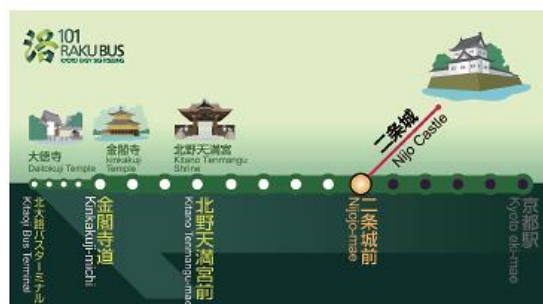 洛
101
RAKU BUS
KYOTO EASY SIGHTSEEING
大徳寺
Daitokuji Temple
金閣寺
kinkakuji
Temple
北野天満宮
Kitano Tenmangu
Shrine
二条城
Nijo Castle
北大路バスターミナル
Kitaoji Bus Terminal
金閣寺道
Kinkakuji-michi
北野天満宮前
Kitano Tenmangu-mae
二条城前
Nijojo-mae
京都駅
Kyoto eki-mae